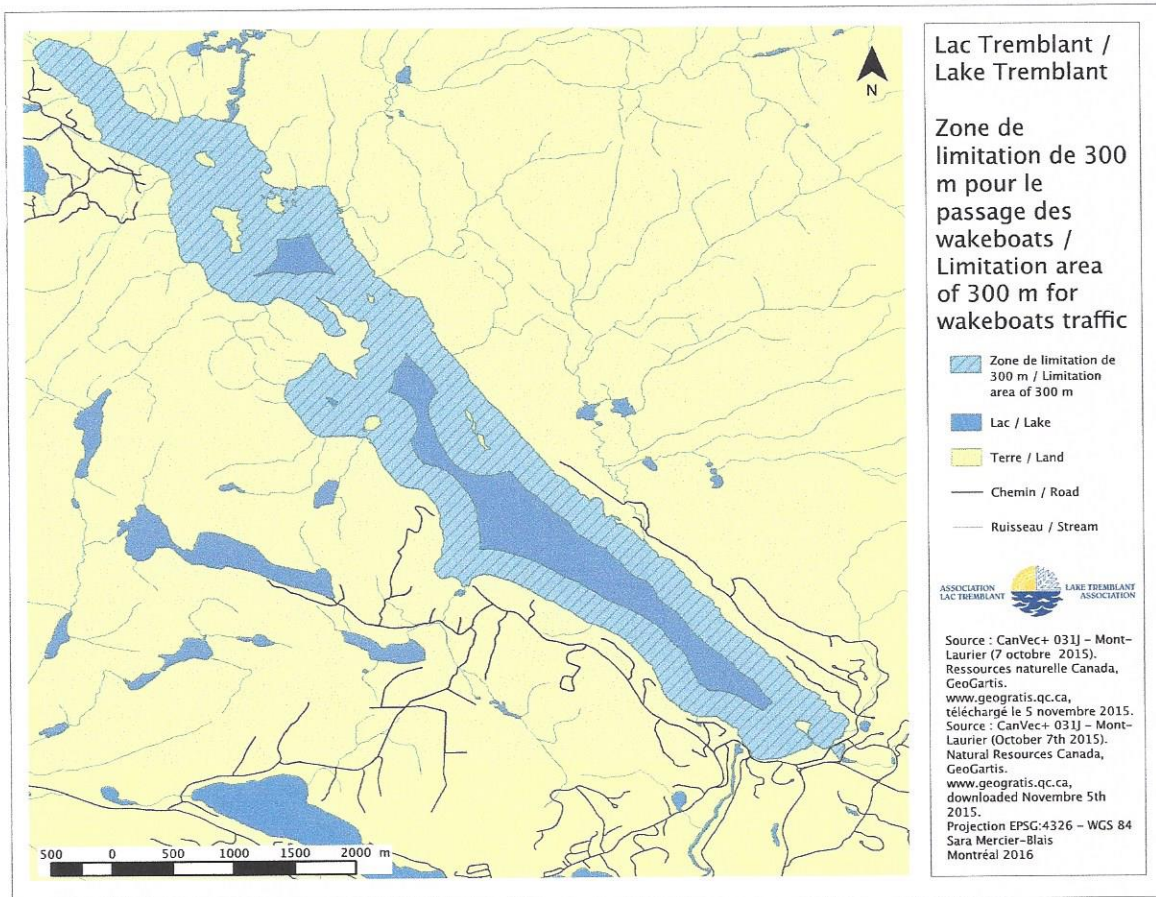 Lac Tremblant /
Lake Tremblant
Zone de
limitation de 300
m pour le
passage des
wakeboats /
Limitation area
of 300 m for
wakeboats traffic
Zone de limitation de
300 m / Limitation
area of 300 m
Lac / Lake
Terre / Land
Chemin / Road
Ruisseau / Stream
ASSOCIATION
LAC TREMBLANT
LAKE TREMBLANT
ASSOCIATION
Source : CanVec+ 031J – Mont-
Laurier (7 octobre 2015).
Ressources naturelle Canada,
GeoGartis.
www.geogratis.qc.ca,
téléchargé le 5 novembre 2015.
Source : CanVec+ 031J – Mont-
Laurier (October 7th 2015).
Natural Resources Canada,
GeoGartis.
www.geogratis.qc.ca,
downloaded Novembre 5th
2015.
Projection EPSG:4326 – WGS 84
Sara Mercier-Blais
Montréal 2016
N
500 0 500 1000 1500 2000 m